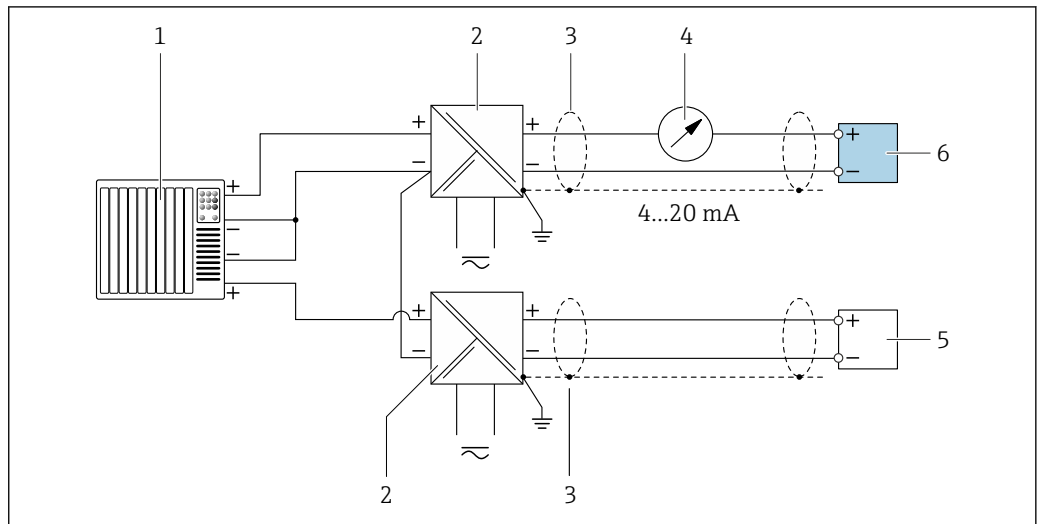 1 2 3 4
+ +
+ 6
− − −
+ 4...20 mA
−
−
+
+ + +
5
− − −
2 3